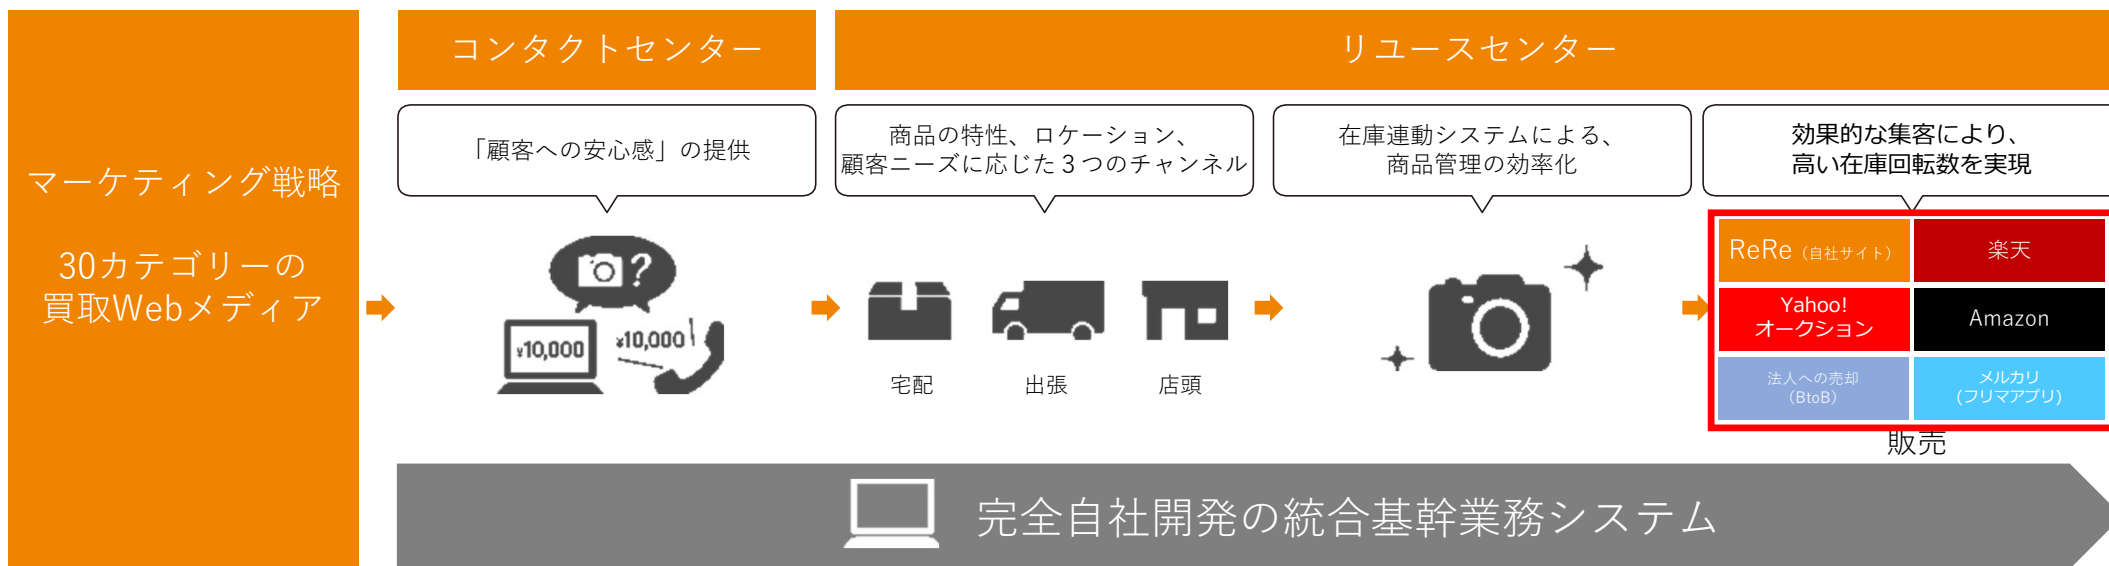 マーケティング戦略
30カテゴリーの
買取Webメディア
コンタクトセンター
リユースセンター
「顧客への安心感」の提供
商品の特性、ロケーション、
顧客ニーズに応じた３つのチャンネル
在庫連動システムによる、
商品管理の効率化
効果的な集客により、
高い在庫回転数を実現
?
¥10,000
¥10,000
宅配
出張
店頭
ReRe（自社サイト）
楽天
Yahoo!
オークション
Amazon
法人への売却
（BtoB）
メルカリ
(フリマアプリ)
販売
完全自社開発の統合基幹業務システム